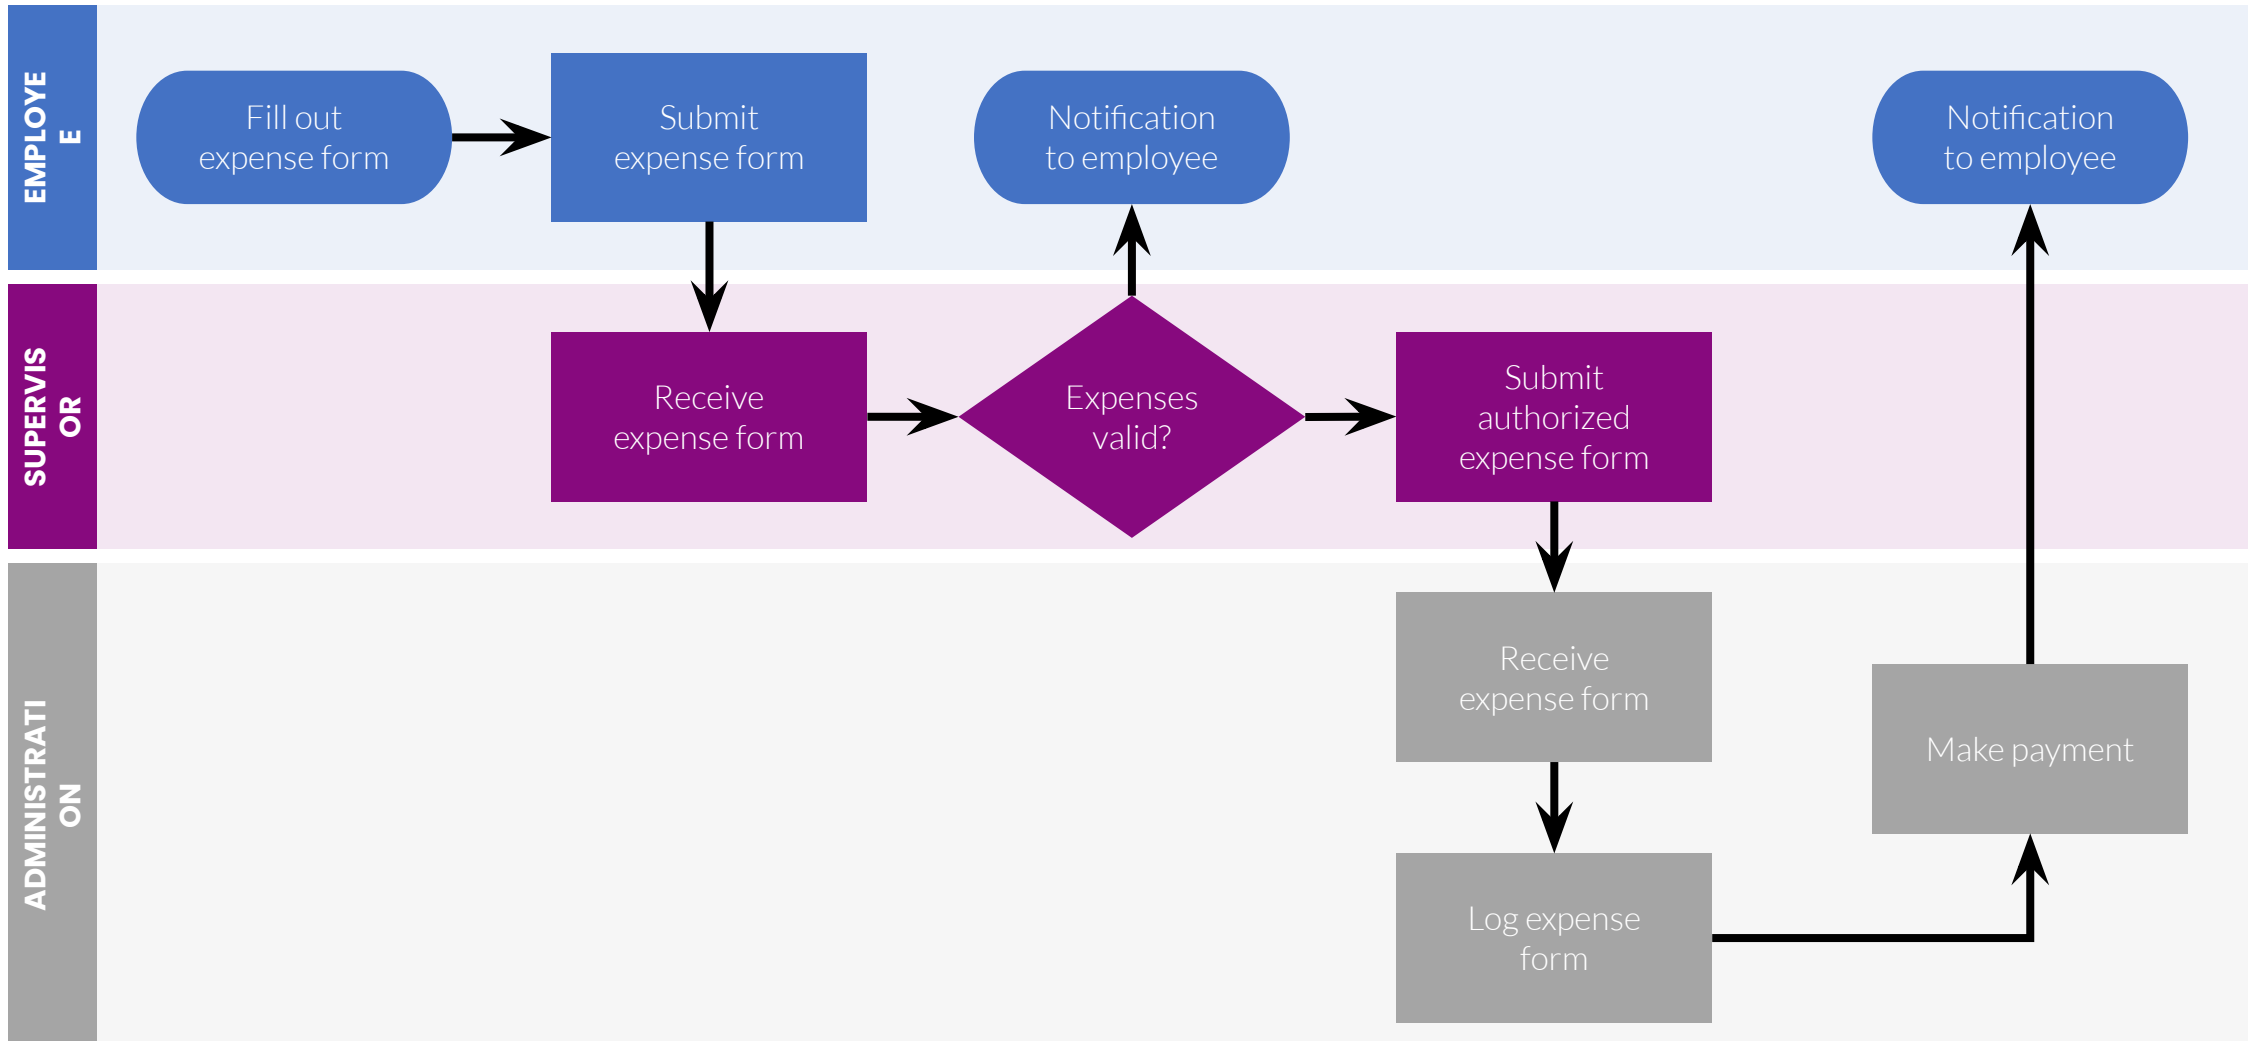 EMPLOYE
E
Fill out
expense form
Submit
expense form
Notification
to employee
Notification
to employee
SUPERVIS
OR
Receive
expense form
Expenses
valid?
Submit
authorized
expense form
ADMINISTRATI
ON
Receive
expense form
Make payment
Log expense
form